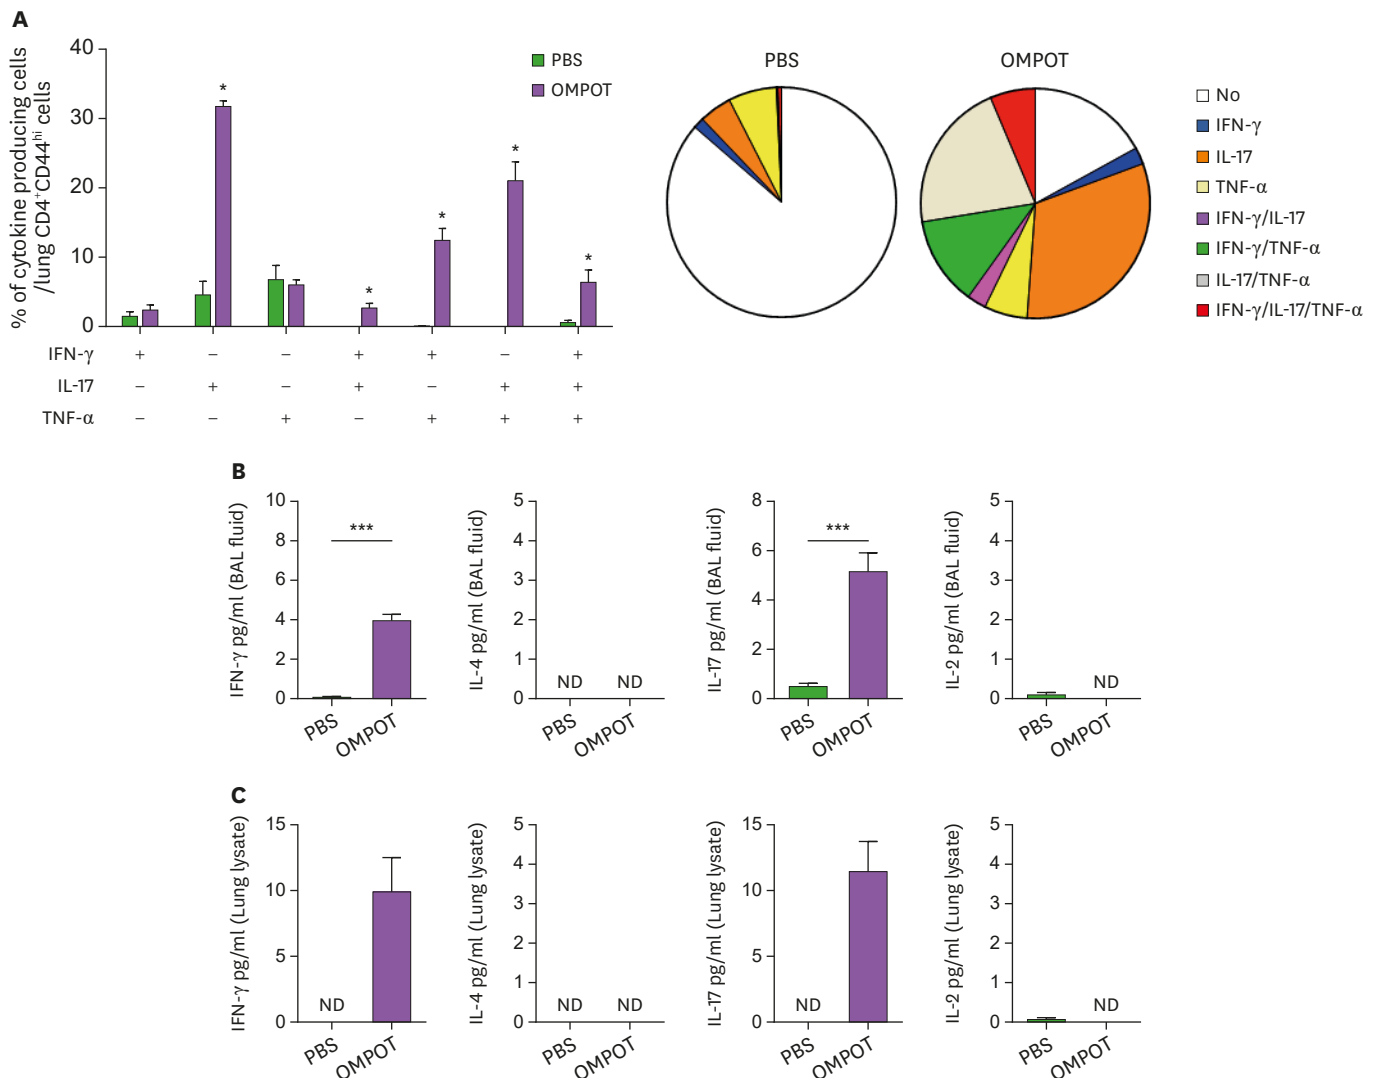 A
% of cytokine producing cells
/lung CD4+CD44hi cells
40
30
20
10
0
PBS
OMPOT
*
*
*
*
*
IFN-γ + – – + + – +
IL-17 – + – + – + +
TNF-α – – + – + + +
PBS
OMPOT
No
IFN-γ
IL-17
TNF-α
IFN-γ/IL-17
IFN-γ/TNF-α
IL-17/TNF-α
IFN-γ/IL-17/TNF-α
B
IFN-γ pg/ml (BAL fluid)
10
8
6
4
2
0
***
PBS
OMPOT
IL-4 pg/ml (BAL fluid)
5
4
3
2
1
0
ND ND
PBS
OMPOT
IL-17 pg/ml (BAL fluid)
8
6
4
2
0
***
PBS
OMPOT
IL-2 pg/ml (BAL fluid)
5
4
3
2
1
0
ND
PBS
OMPOT
C
IFN-γ pg/ml (Lung lysate)
15
10
5
0
ND
PBS
OMPOT
IL-4 pg/ml (Lung lysate)
5
4
3
2
1
0
ND ND
PBS
OMPOT
IL-17 pg/ml (Lung lysate)
15
10
5
0
ND
PBS
OMPOT
IL-2 pg/ml (Lung lysate)
5
4
3
2
1
0
ND
PBS
OMPOT